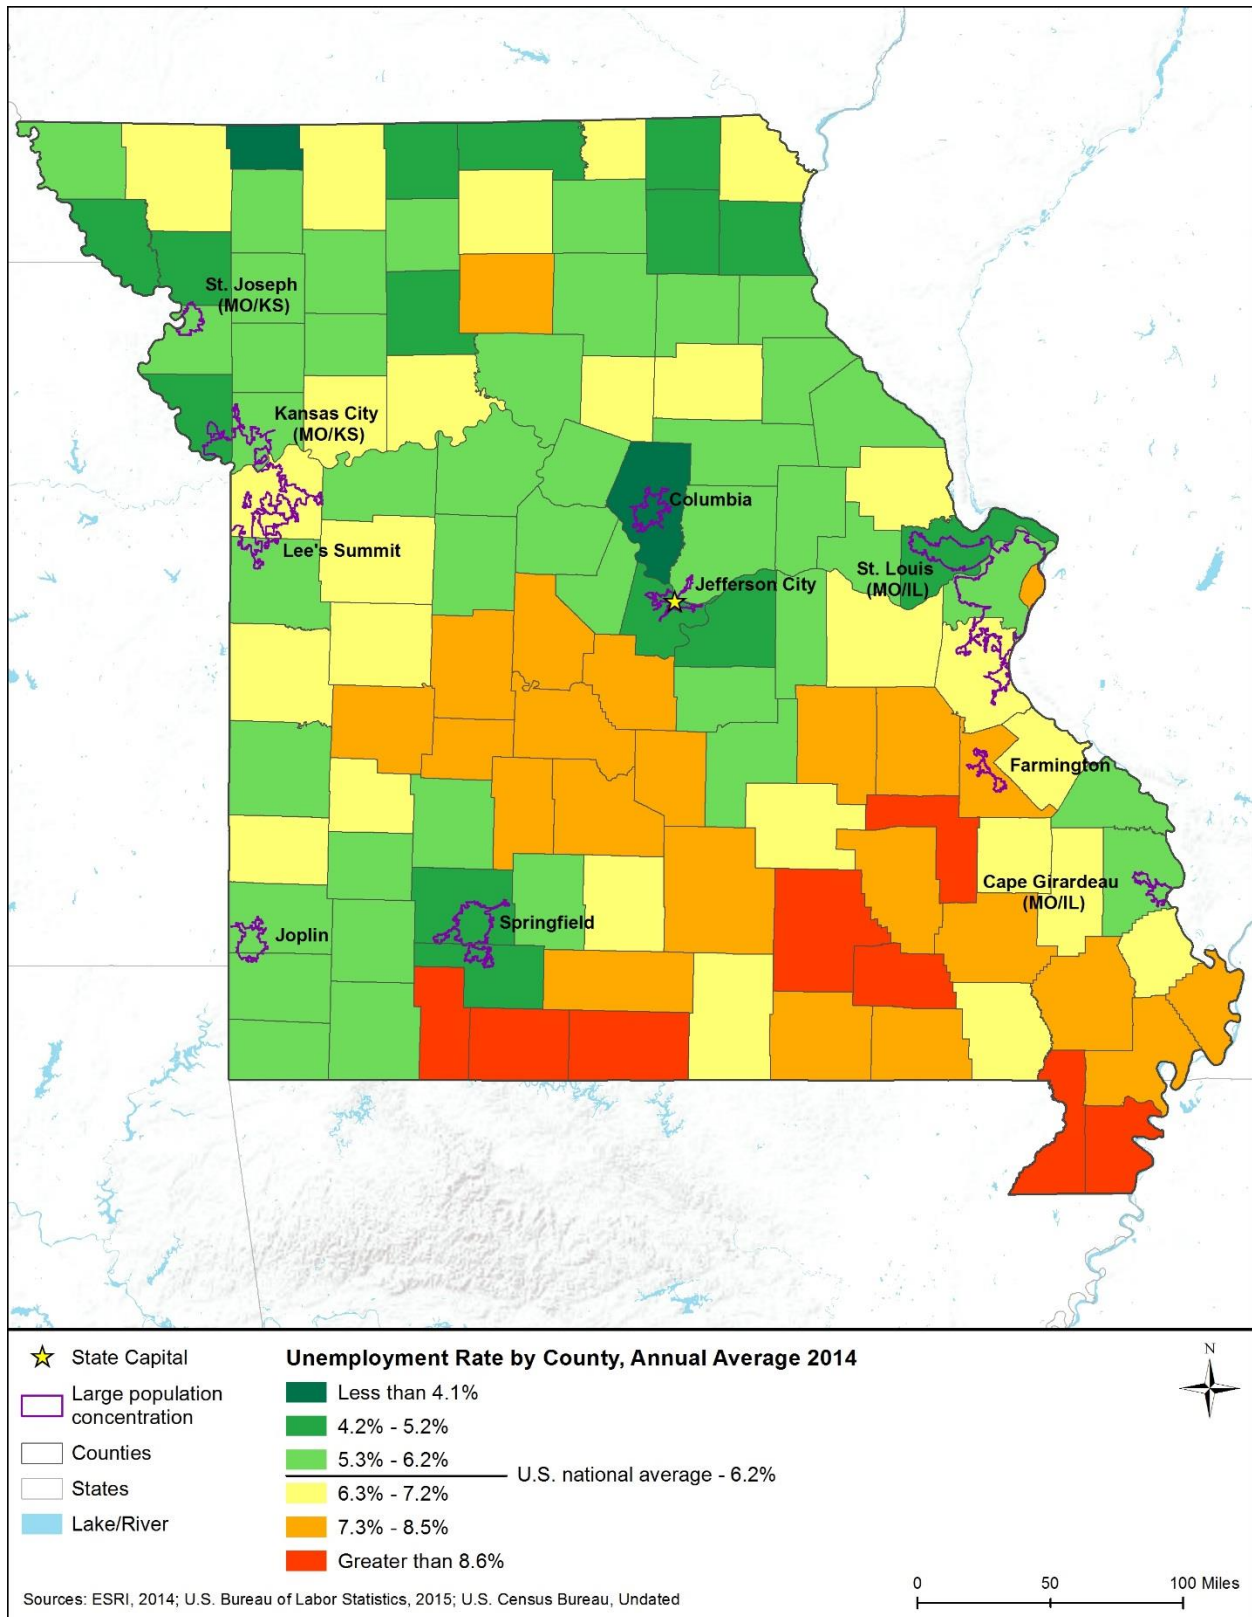 St. Joseph
(MO/KS)
Kansas City
(MO/KS)
Columbia
Lee's Summit
St. Louis
(MO/IL)
Jefferson City
Farmington
Cape Girardeau
(MO/IL)
Springfield
Joplin
State Capital
Large population
concentration
Counties
States
Lake/River
Unemployment Rate by County, Annual Average 2014
Less than 4.1%
4.2% - 5.2%
5.3% - 6.2%
U.S. national average - 6.2%
6.3% - 7.2%
7.3% - 8.5%
Greater than 8.6%
N
Sources: ESRI, 2014; U.S. Bureau of Labor Statistics, 2015; U.S. Census Bureau, Undated
0 50 100 Miles